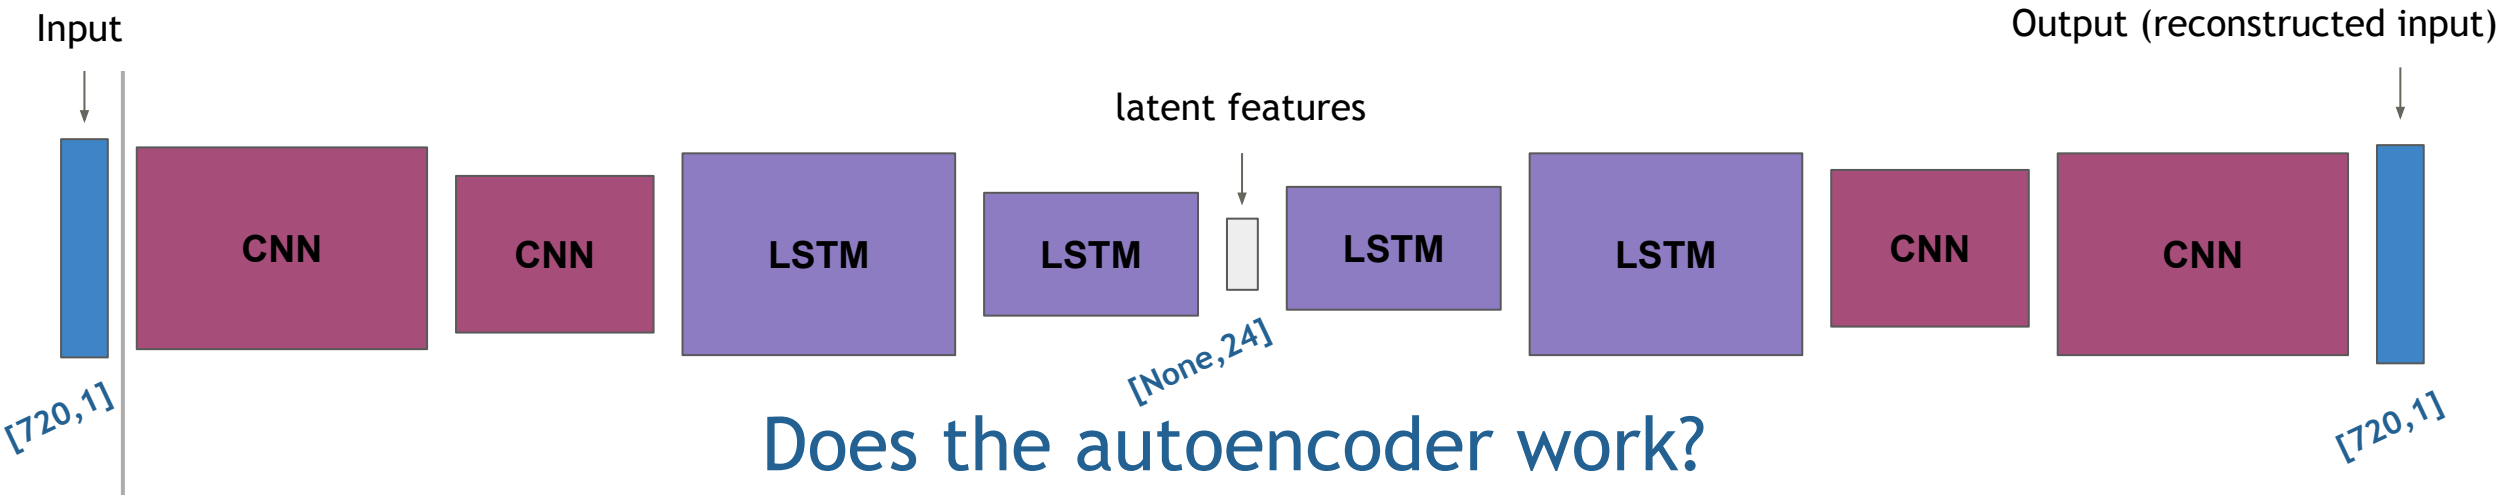 Input
Output (reconstructed input)
latent features
CNN
CNN
LSTM
LSTM
LSTM
LSTM
CNN
CNN
[720,1]
[None,24]
[720,1]
Does the autoencoder work?